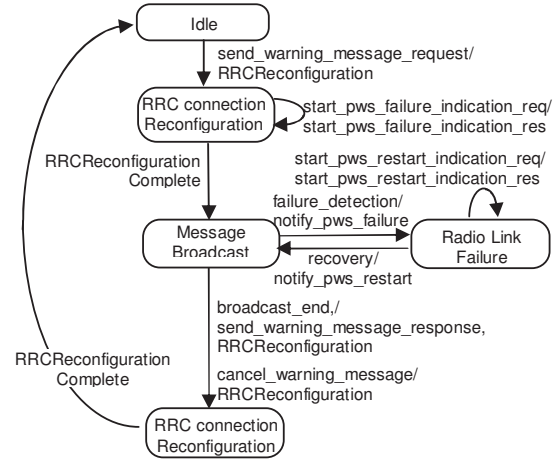 Idle
send_warning_message_request/
RRCReconfiguration
RRC connection
Reconfiguration
start_pws_failure_indication_req/
start_pws_failure_indication_res
RRCReconfiguration
Complete
start_pws_restart_indication_req/
start_pws_restart_indication_res
failure_detection/
notify_pws_failure
Message
Broadcast
Radio Link
Failure
recovery/
notify_pws_restart
broadcast_end,/
send_warning_message_response,
RRCReconfiguration
RRCReconfiguration
Complete
cancel_warning_message/
RRCReconfiguration
RRC connection
Reconfiguration